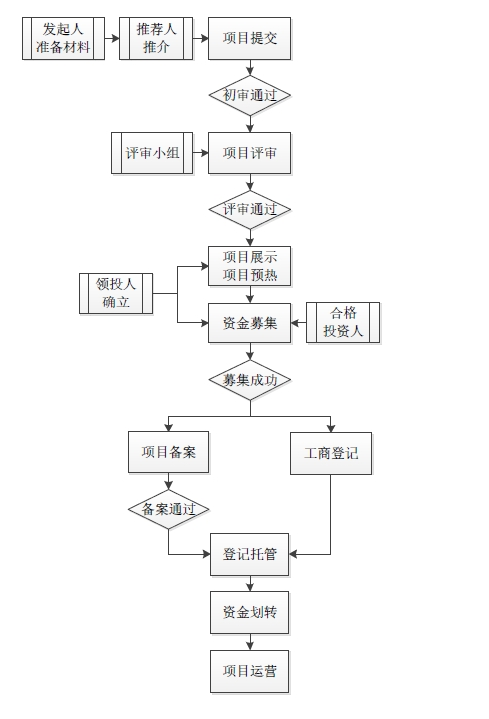 发起人
准备材料
推荐人
推介
项目提交
初审通过
评审小组
项目评审
评审通过
项目展示
项目预热
领投人
确立
资金募集
合格
投资人
募集成功
项目备案
工商登记
备案通过
登记托管
资金划转
项目运营